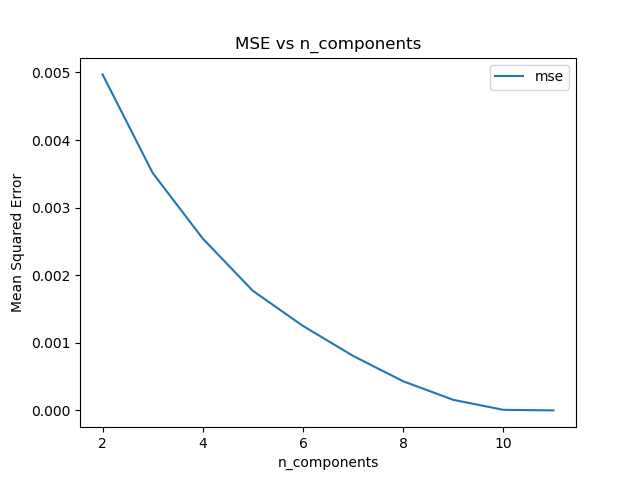 MSE vs n_components
mse
Mean Squared Error
0.005
0.004
0.003
0.002
0.001
0.000
2 4 6 8 10
n_components